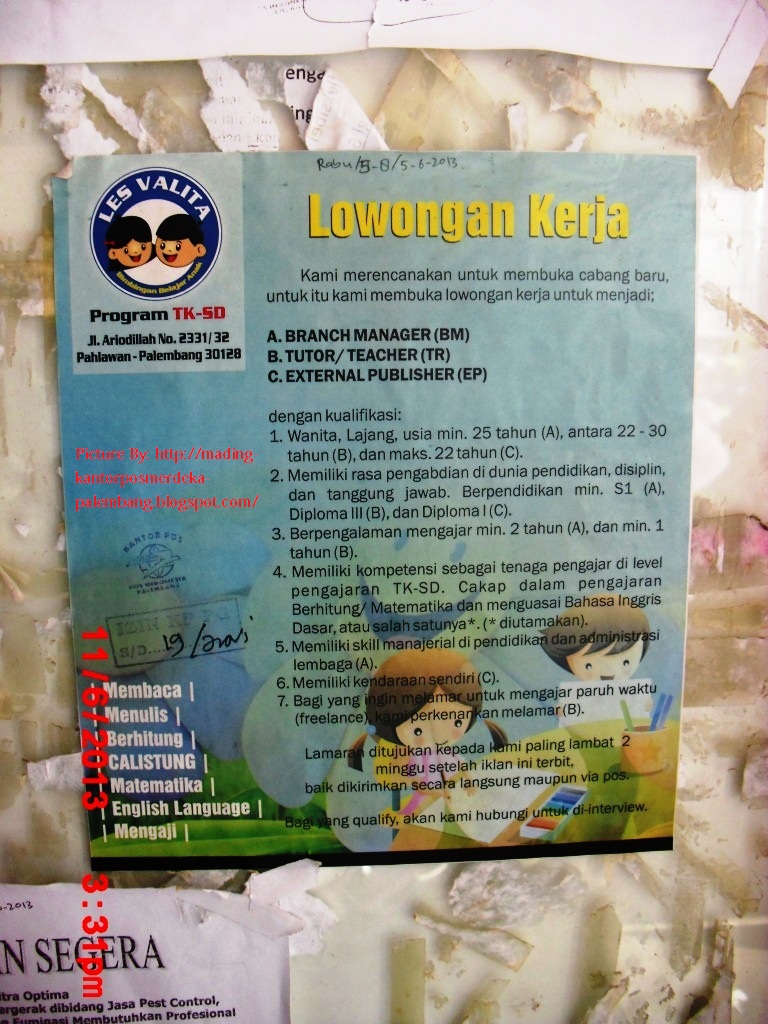 eng
ing
Rabu/5-6/5-6-2013
LES VALITA
Bimbingan Belajar Anak
Program TK-SD
Jl. Ariodillah No. 2331/32
Pahlawan - Palembang 30128
Lowongan Kerja
Kami merencanakan untuk membuka cabang baru,
untuk itu kami membuka lowongan kerja untuk menjadi;
A. BRANCH MANAGER (BM)
B. TUTOR/ TEACHER (TR)
C. EXTERNAL PUBLISHER (EP)
dengan kualifikasi:
1. Wanita, Lajang, usia min. 25 tahun (A), antara 22 - 30
tahun (B), dan maks. 22 tahun (C).
2. Memiliki rasa pengabdian di dunia pendidikan, disiplin,
dan tanggung jawab. Berpendidikan min. S1 (A),
Diploma III (B), dan Diploma I (C).
3. Berpengalaman mengajar min. 2 tahun (A), dan min. 1
tahun (B).
4. Memiliki kompetensi sebagai tenaga pengajar di level
pengajaran TK-SD. Cakap dalam pengajaran
Berhitung/ Matematika dan menguasai Bahasa Inggris
Dasar, atau salah satunya*. (* diutamakan).
5. Memiliki skill manajerial di pendidikan dan administrasi
lembaga (A).
6. Memiliki kendaraan sendiri (C).
7. Bagi yang ingin melamar untuk mengajar paruh waktu
(freelance), kami perkenankan melamar (B).
Lamaran ditujukan kepada kami paling lambat 2
minggu setelah iklan ini terbit,
baik dikirimkan secara langsung maupun via pos.
Bagi yang qualify, akan kami hubungi untuk di-interview.
Picture By: http://mading
kantorposmerdeka
palembang.blogspot.com/
KANTOR POS
POS INDONESIA
PALEMBANG
IZIN
S/D.... 19/
Membaca |
Menulis |
Berhitung |
CALISTUNG |
Matematika |
English Language |
Mengaji |
11/6/2013 3:31pm
-2013
N SEGERA
tra Optima
ergerak dibidang Jasa Pest Control,
Membutuhkan Profesional